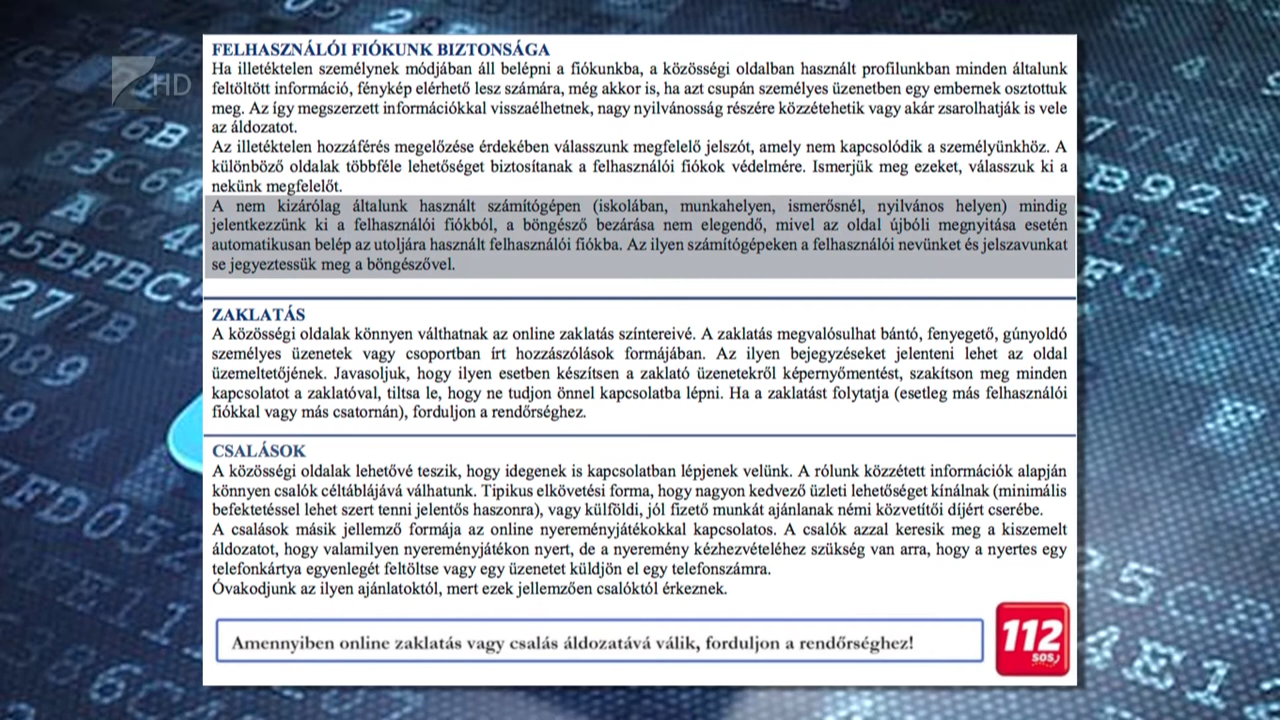 HD
FELHASZNÁLÓI FIÓKUNK BIZTONSÁGA
Ha illetéktelen személynek módjában áll belépni a fiókunkba, a közösségi oldalban használt profilunkban minden általunk
feltöltött információ, fénykép elérhető lesz számára, még akkor is, ha azt csupán személyes üzenetben egy embernek osztottuk
meg. Az így megszerzett információkkal visszaélhetnek, nagy nyilvánosság részére közzétehetik vagy akár zsarolhatják is vele
az áldozatot.
Az illetéktelen hozzáférés megelőzése érdekében válasszunk megfelelő jelszót, amely nem kapcsolódik a személyünkhöz. A
különböző oldalak többféle lehetőséget biztosítanak a felhasználói fiókok védelmére. Ismerjük meg ezeket, válasszuk ki a
nekünk megfelelőt.
A nem kizárólag általunk használt számítógépen (iskolában, munkahelyen, ismerősnél, nyilvános helyen) mindig
jelentkezzünk ki a felhasználói fiókból, a böngésző bezárása nem elegendő, mivel az oldal újbóli megnyitása esetén
automatikusan belép az utoljára használt felhasználói fiókba. Az ilyen számítógépeken a felhasználói nevünket és jelszavunkat
se jegyeztessük meg a böngészővel.
ZAKLATÁS
A közösségi oldalak könnyen válthatnak az online zaklatás színtereivé. A zaklatás megvalósulhat bántó, fenyegető, gúnyoldó
személyes üzenetek vagy csoportban írt hozzászólások formájában. Az ilyen bejegyzéseket jelenteni lehet az oldal
üzemeltetőjének. Javasoljuk, hogy ilyen esetben készítsen a zaklató üzenetekről képernyőmentést, szakítson meg minden
kapcsolatot a zaklatóval, tiltsa le, hogy ne tudjon önnel kapcsolatba lépni. Ha a zaklatást folytatja (esetleg más felhasználói
fiókkal vagy más csatornán), forduljon a rendőrséghez.
CSALÁSOK
A közösségi oldalak lehetővé teszik, hogy idegenek is kapcsolatban lépjenek velünk. A rólunk közzétett információk alapján
könnyen csalók céltáblájává válhatunk. Tipikus elkövetési forma, hogy nagyon kedvező üzleti lehetőséget kínálnak (minimális
befektetéssel lehet szert tenni jelentős haszonra), vagy külföldi, jól fizető munkát ajánlanak némi közvetítői díjért cserébe.
A csalások másik jellemző formája az online nyereményjátékokkal kapcsolatos. A csalók azzal keresik meg a kiszemelt
áldozatot, hogy valamilyen nyereményjátékon nyert, de a nyeremény kézhezvételéhez szükség van arra, hogy a nyertes egy
telefonkártya egyenlegét feltöltse vagy egy üzenetet küldjön el egy telefonszámra.
Óvakodjunk az ilyen ajánlatoktól, mert ezek jellemzően csalóktól érkeznek.
Amennyiben online zaklatás vagy csalás áldozatává válik, forduljon a rendőrséghez!
112
SOS